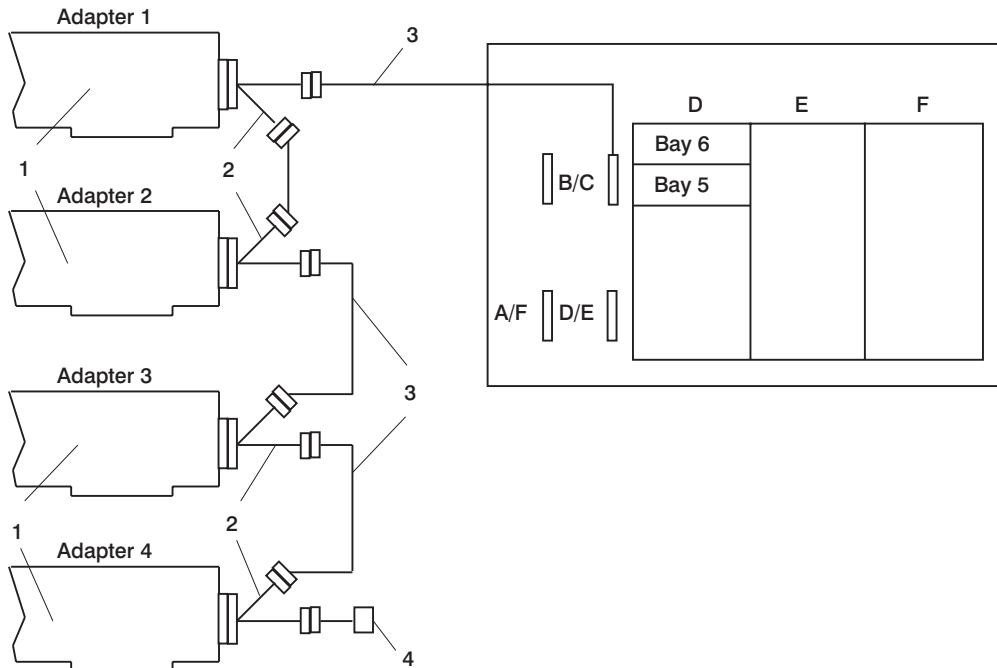 Adapter 1
3
D E F
Bay 6
1
2
B/C
Bay 5
Adapter 2
A/F D/E
Adapter 3
3
1
2
Adapter 4
4